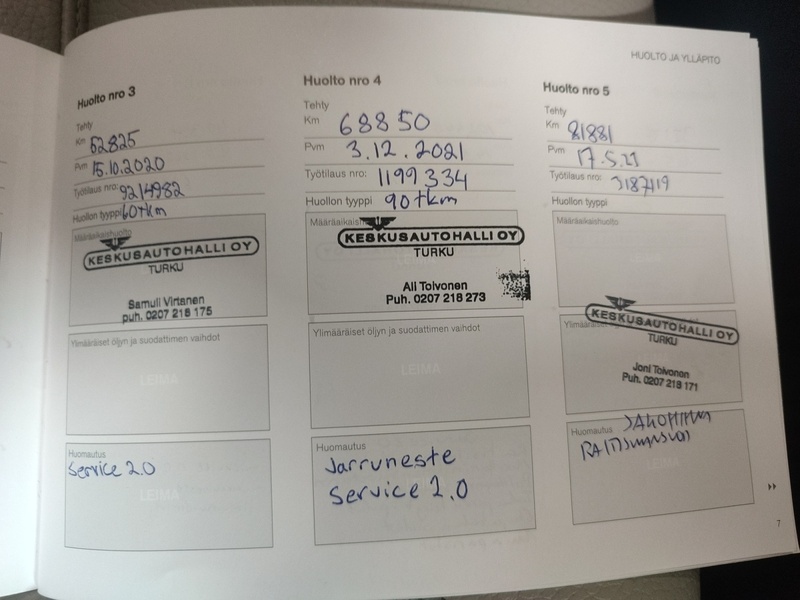 HUOLTO JA YLLÄPITO
Huolto nro 3
Tehty
Km 62825
Pvm 15.10.2020
Työtilaus nro: 9214982
Huollon tyyppi 60tkm
Määräaikaishuolto
KESKUSAUTOHALLI OY
TURKU
Samuli Virtanen
puh. 0207 218 175
Ylimääräiset öljyn ja suodattimen vaihdot
LEIMA
Huomautus
Service 2.0
LEIMA
Huolto nro 4
Tehty
Km 68850
Pvm 3.12.2021
Työtilaus nro: 1199334
Huollon tyyppi 90tkm
Määräaikaish
KESKUSAUTOHALLI OY
TURKU
Ali Toivonen
Puh. 0207 218 273
Ylimääräiset öljyn ja suodattimen vaihdot
LEIMA
Huomautus
Jarruneste
Service 2.0
Huolto nro 5
Tehty
Km 81881
Pvm 17.5.
Työtilaus nro: 3187419
Huollon tyyppi
Määräaikaishuolto
LEIMA
KESKUSAUTOHALLI OY
TURKU
Joni Toivonen
Puh. 0207 218 171
Huomautus
LEIMA
7